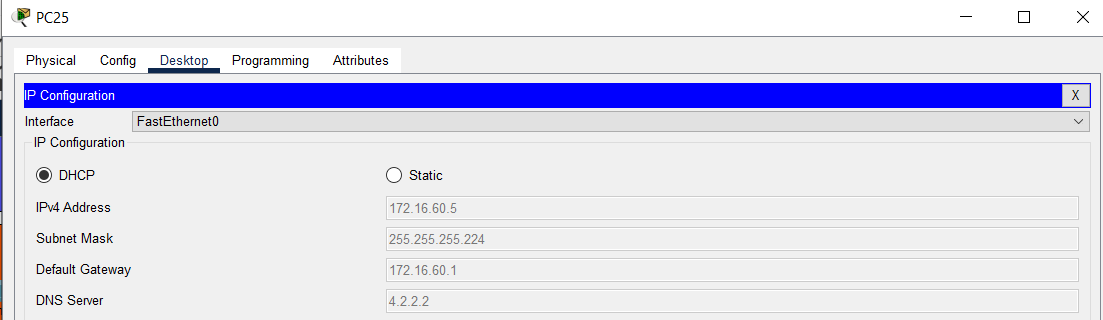 PC25
Physical Config Desktop Programming Attributes
IP Configuration X
Interface FastEthernet0
IP Configuration
DHCP Static
IPv4 Address 172.16.60.5
Subnet Mask 255.255.255.224
Default Gateway 172.16.60.1
DNS Server 4.2.2.2